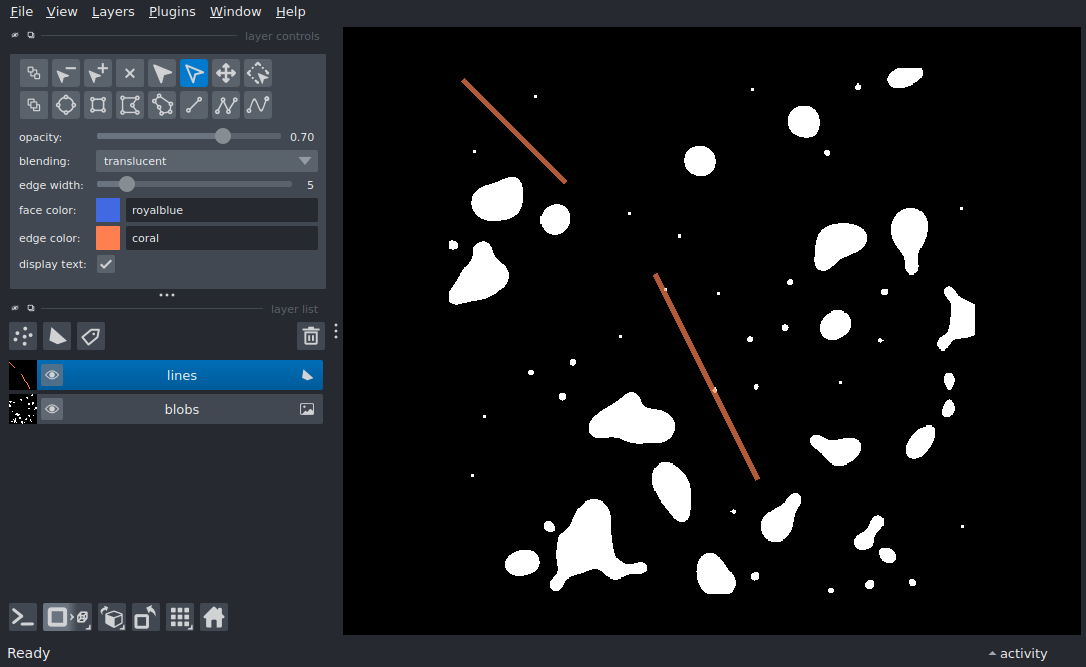 File View Layers Plugins Window Help
layer controls
opacity: 0.70
blending: translucent
edge width: 5
face color: royalblue
edge color: coral
display text:
layer list
lines
blobs
Ready
activity